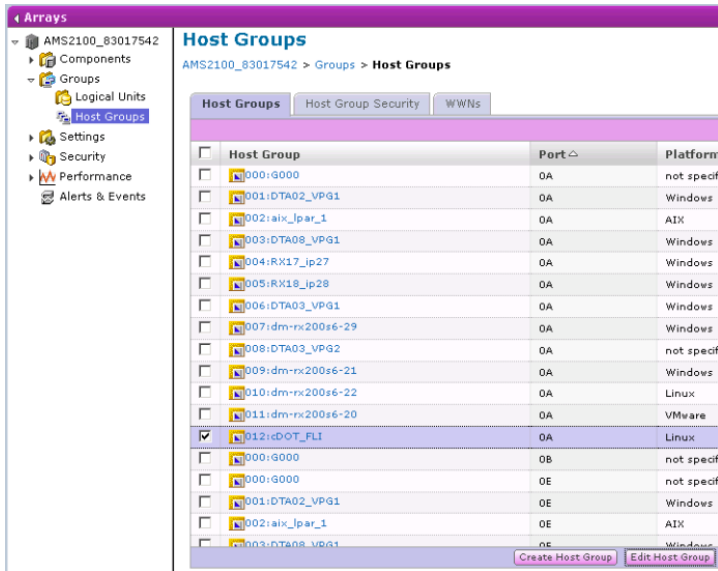 Arrays
AMS2100_83017542
Components
Groups
Logical Units
Host Groups
Settings
Security
Performance
Alerts & Events
Host Groups
AMS2100_83017542 > Groups > Host Groups
Host Groups Host Group Security WWNs
Host Group Port Platform
000:G000 0A not specif
001:DTA02_VPG1 0A Windows
002:aix_lpar_1 0A AIX
003:DTA08_VPG1 0A Windows
004:RX17_ip27 0A Windows
005:RX18_ip28 0A Windows
006:DTA03_VPG1 0A Windows
007:dm-rx200s6-29 0A Windows
008:DTA03_VPG2 0A not specif
009:dm-rx200s6-21 0A Windows
010:dm-rx200s6-22 0A Linux
011:dm-rx200s6-20 0A VMware
012:cDOT_FLI 0A Linux
000:G000 0B not specif
000:G000 0E not specif
001:DTA02_VPG1 0E Windows
002:aix_lpar_1 0E AIX
003:DTA08_VPG1 0E Windows
Create Host Group Edit Host Group